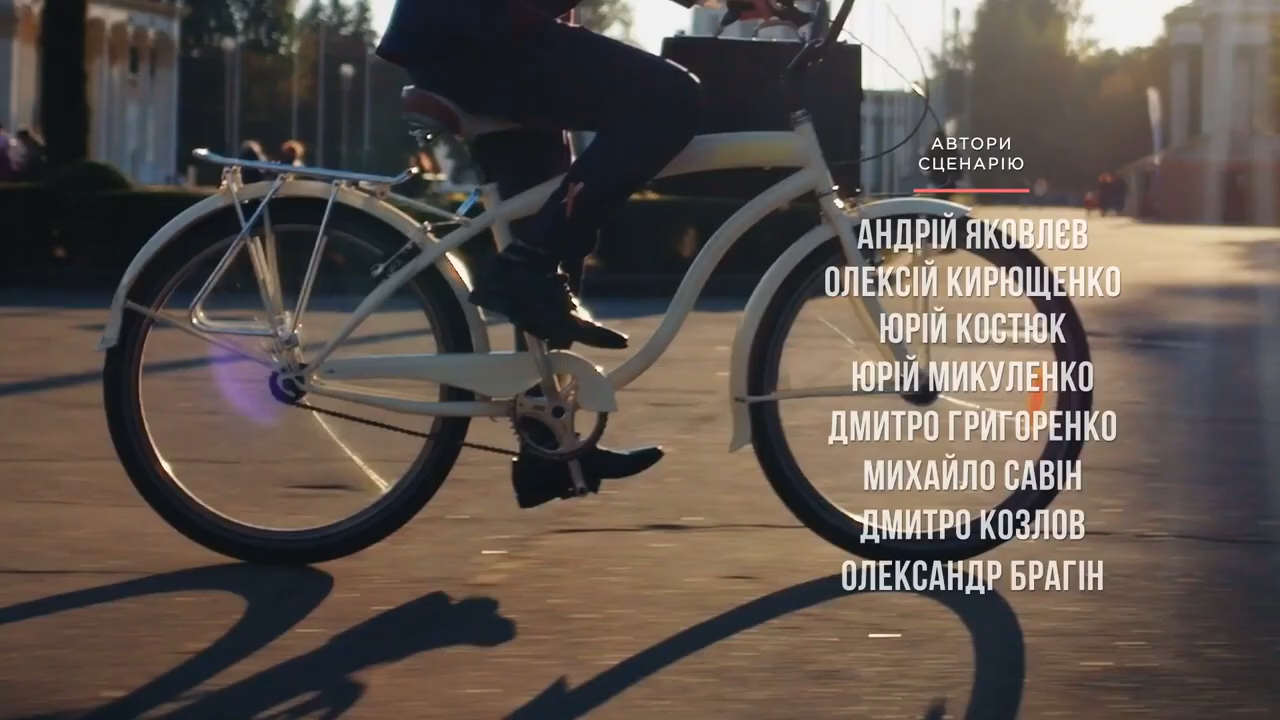 АВТОРИ
СЦЕНАРІЮ
АНДРІЙ ЯКОВЛЄВ
ОЛЕКСІЙ КИРЮЩЕНКО
ЮРІЙ КОСТЮК
ЮРІЙ МИКУЛЕНКО
ДМИТРО ГРИГОРЕНКО
МИХАЙЛО САВІН
ДМИТРО КОЗЛОВ
ОЛЕКСАНДР БРАГІН